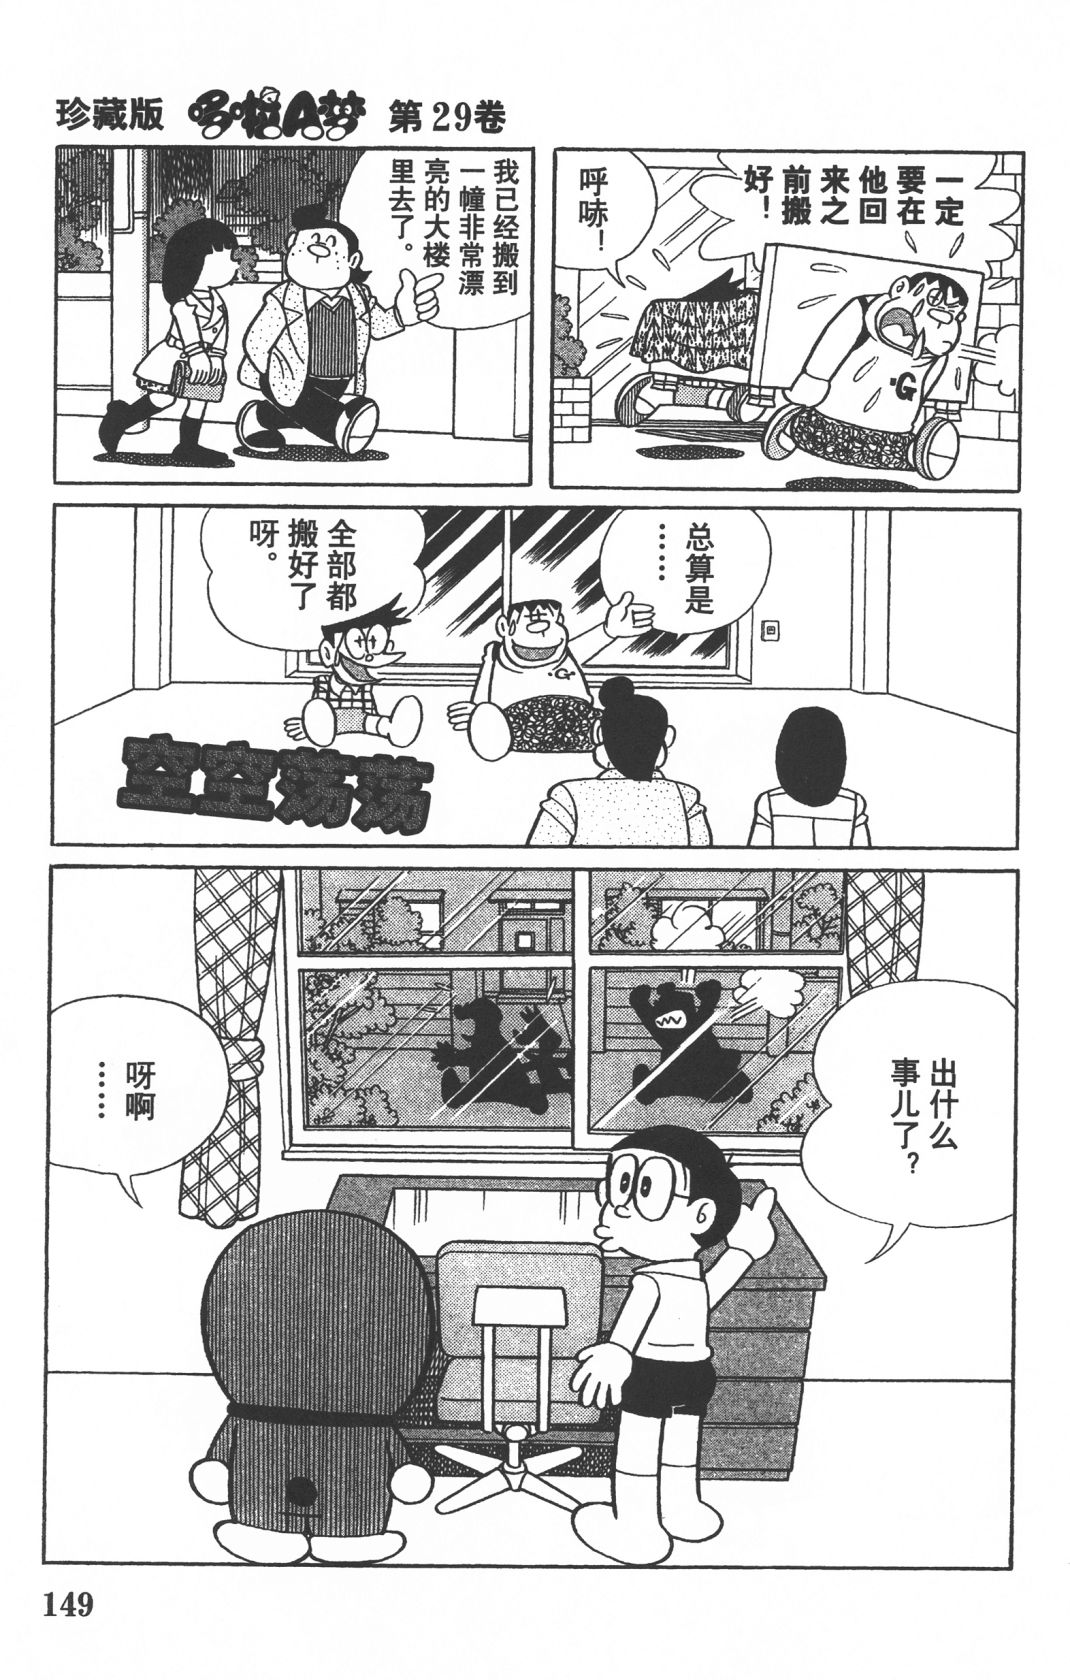 珍藏版 哆啦A梦 第29卷
一定
要在
他回
来之
前搬
好！
呼哧！
我已经搬到
一幢非常漂
亮的大楼
里去了。
总算是
……
全部都
搬好了
呀。
空空荡荡
出什么
事儿了？
呀啊
……
149